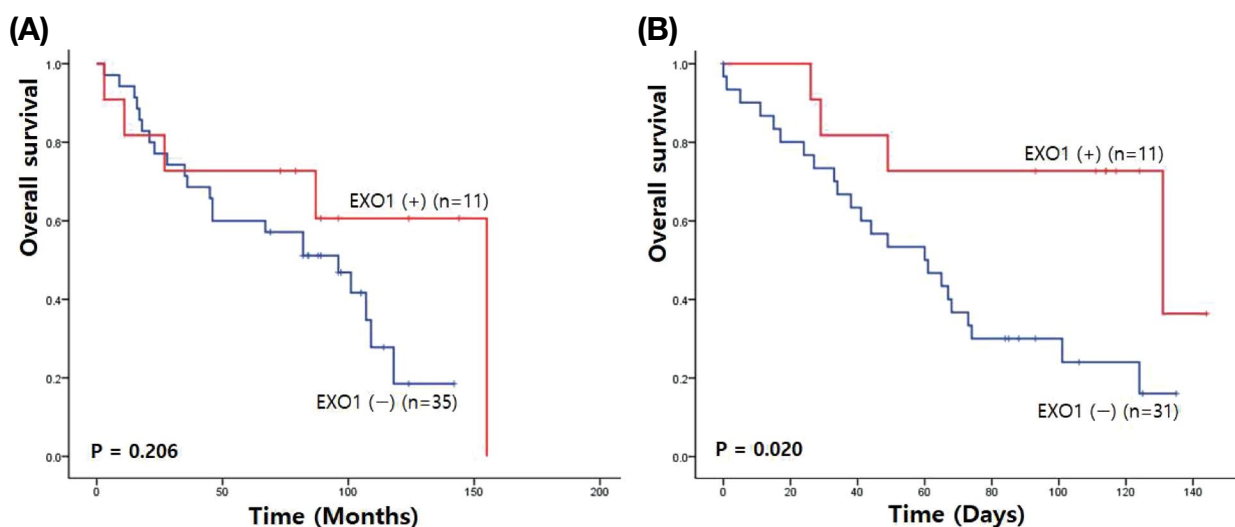 (A)
Overall survival
1.0
0.8
0.6
0.4
0.2
0.0
EXO1 (+) (n=11)
EXO1 (−) (n=35)
P = 0.206
0
50
100
150
200
Time (Months)
(B)
Overall survival
1.0
0.8
0.6
0.4
0.2
0.0
EXO1 (+) (n=11)
EXO1 (−) (n=31)
P = 0.020
0
20
40
60
80
100
120
140
Time (Days)